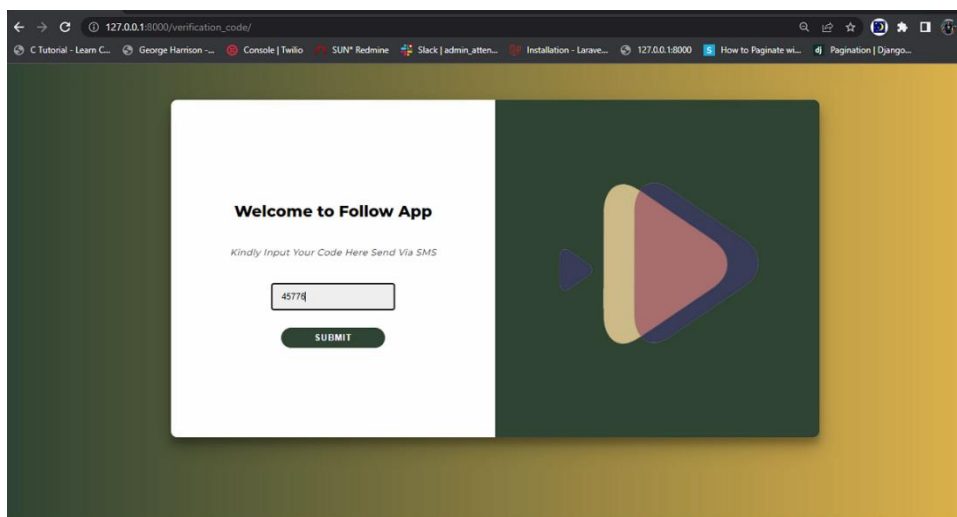 127.0.0.1:8000/verification_code/
C Tutorial - Learn C... George Harrison -... Console | Twilio SUN* Redmine Slack | admin_atten... Installation - Larave... 127.0.0.1:8000 How to Paginate wi... Pagination | Django...
Welcome to Follow App
Kindly Input Your Code Here Send Via SMS
45776
SUBMIT